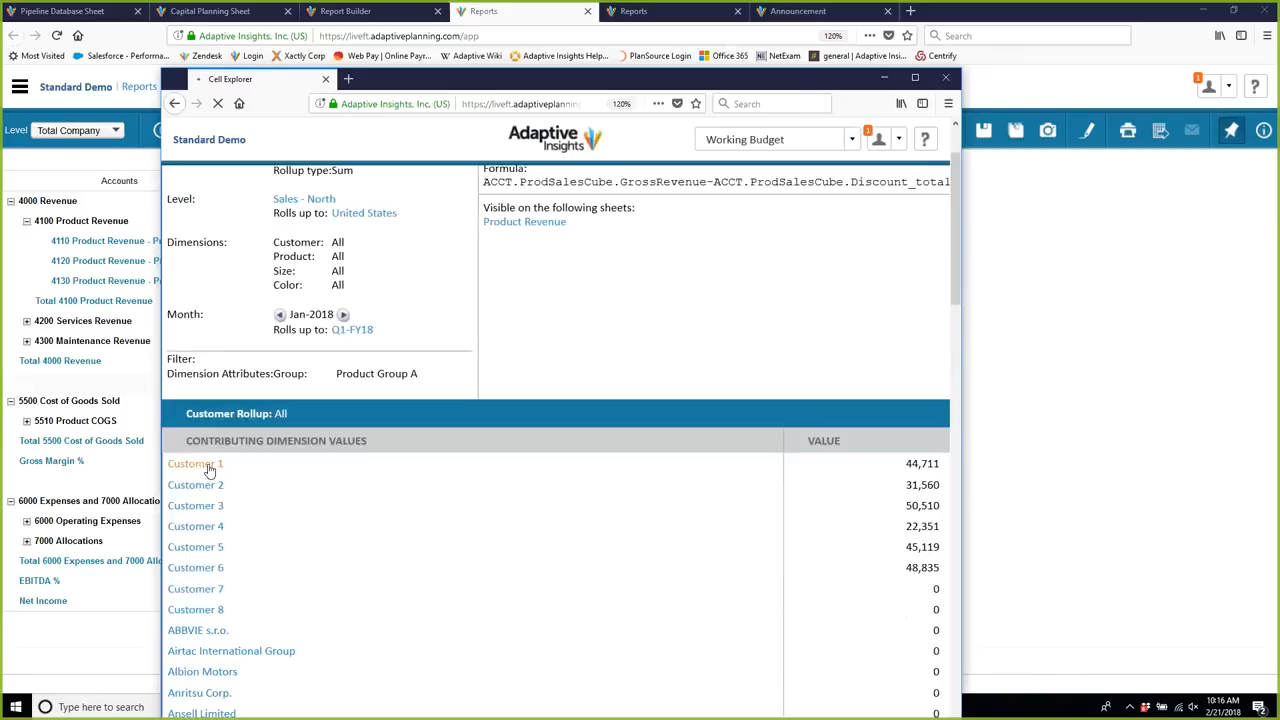 Pipeline Database Sheet
Capital Planning Sheet
Report Builder
Reports
Reports
Announcement
Adaptive Insights. Inc. (US)
https://liveft.adaptiveplanning.com/app
120%
Search
Most Visited
Salesforce - Performa...
Zendesk
Login
Xactly Corp
Web Pay | Online Payr...
Adaptive Wiki
Adaptive Insights Help...
PlanSource Login
Office 365
NetExam
general | Adaptive Insi...
Centrify
Cell Explorer
Standard Demo
Reports
1
?
Adaptive Insights, Inc. (US)
https://liveft.adaptiveplannin
120%
Search
Level
Total Company
Standard Demo
Adaptive
Insights
Working Budget
1
?
Accounts
4000 Revenue
4100 Product Revenue
4110 Product Revenue - P
4120 Product Revenue - P
4130 Product Revenue - P
Total 4100 Product Revenue
4200 Services Revenue
4300 Maintenance Revenue
Total 4000 Revenue
5500 Cost of Goods Sold
5510 Product COGS
Total 5500 Cost of Goods Sold
Gross Margin %
6000 Expenses and 7000 Allocatio
6000 Operating Expenses
7000 Allocations
Total 6000 Expenses and 7000 Allo
EBITDA %
Net Income
Rollup type:Sum
Level:
Sales - North
Rolls up to: United States
Dimensions:
Customer: All
Product: All
Size: All
Color: All
Month:
Jan-2018
Rolls up to: Q1-FY18
Filter:
Dimension Attributes:Group: Product Group A
Formula:
ACCT.ProdSalesCube.GrossRevenue-ACCT.ProdSalesCube.Discount_total
Visible on the following sheets:
Product Revenue
Customer Rollup: All
CONTRIBUTING DIMENSION VALUES VALUE
Customer 1 44,711
Customer 2 31,560
Customer 3 50,510
Customer 4 22,351
Customer 5 45,119
Customer 6 48,835
Customer 7 0
Customer 8 0
ABBVIE s.r.o. 0
Airtac International Group 0
Albion Motors 0
Anritsu Corp. 0
Ansell Limited 0
Type here to search
10:16 AM
2/21/2018
2